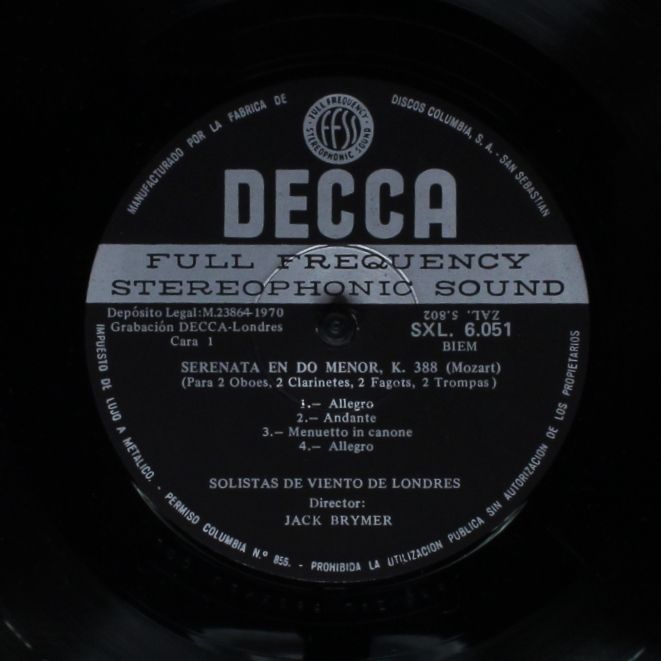 MANUFACTURADO POR LA FABRICA DE DISCOS COLUMBIA, S. A. - SAN SEBASTIAN
FULL FREQUENCY · STEREOPHONIC SOUND ·
FFSS
DECCA
FULL FREQUENCY
STEREOPHONIC SOUND
Depósito Legal: M.23864-1970
Grabación DECCA-Londres
Cara 1
ZAL. 5.802
SXL. 6.051
BIEM
SERENATA EN DO MENOR, K. 388 (Mozart)
(Para 2 Oboes, 2 Clarinetes, 2 Fagots, 2 Trompas)
1.— Allegro
2.— Andante
3.— Menuetto in canone
4.— Allegro
SOLISTAS DE VIENTO DE LONDRES
Director:
JACK BRYMER
IMPUESTO DE LUJO A METALICO. - PERMISO COLUMBIA N.º 855. - PROHIBIDA LA UTILIZACION PUBLICA SIN AUTORIZACION DE LOS PROPIETARIOS